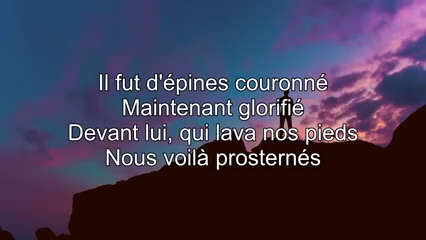 Il fut d'épines couronné
Maintenant glorifié
Devant lui, qui lava nos pieds
Nous voilà prosternés